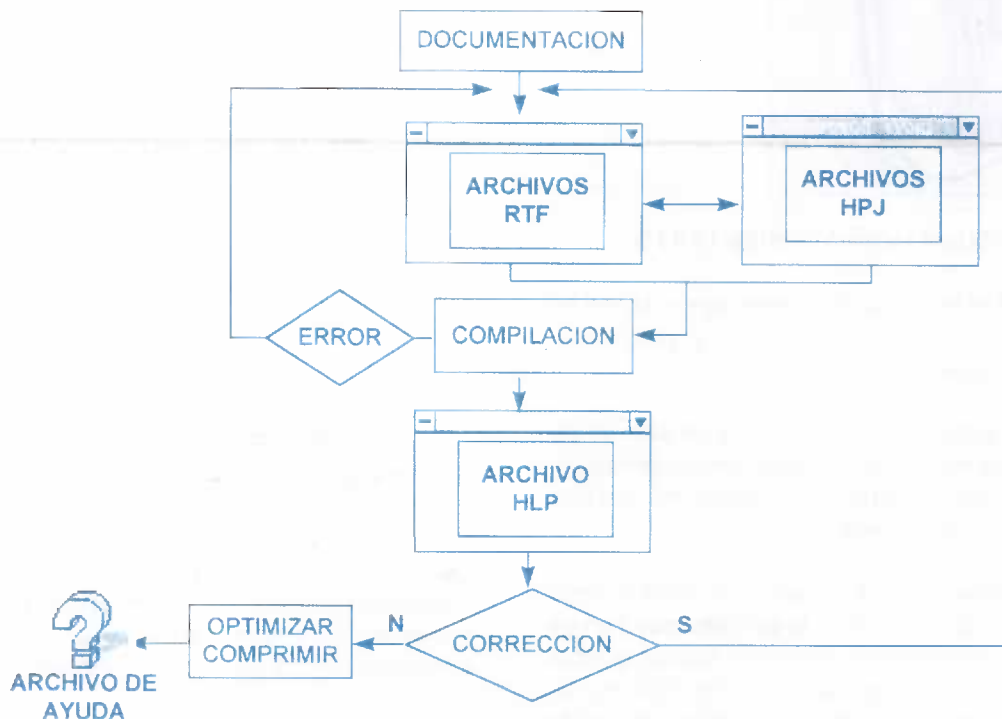 DOCUMENTACION
ARCHIVOS
RTF
ARCHIVOS
HPJ
ERROR
COMPILACION
ARCHIVO
HLP
CORRECCION
N
S
OPTIMIZAR
COMPRIMIR
ARCHIVO DE
AYUDA